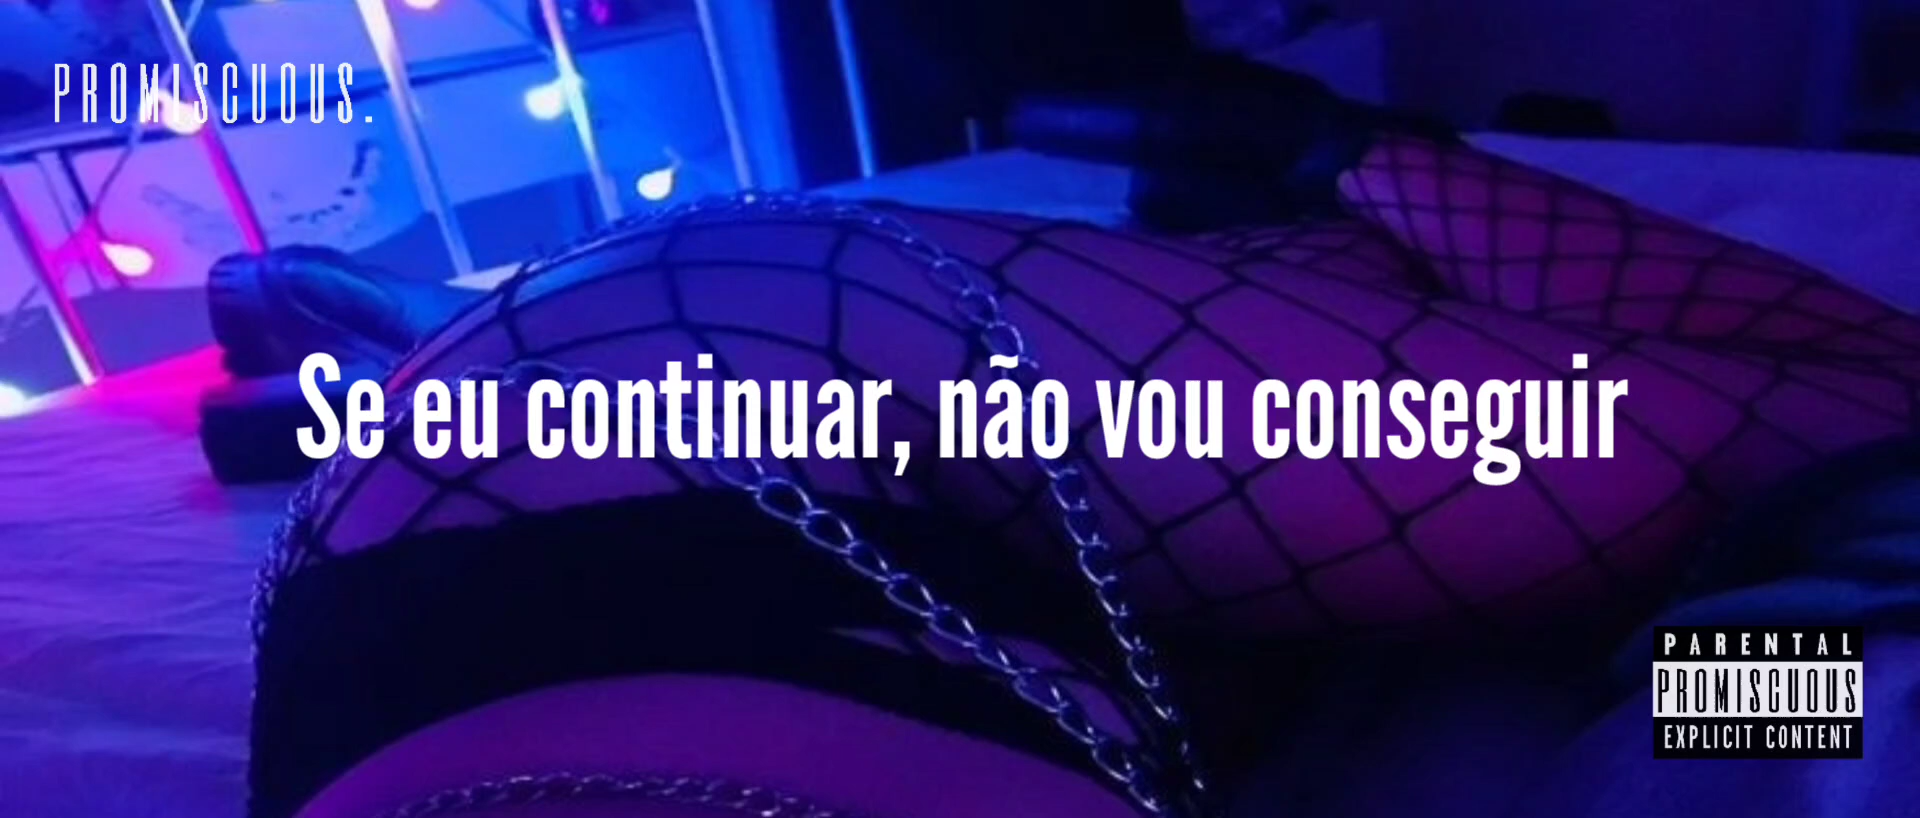 PROMISCUOUS.
Se eu continuar, não vou conseguir
PARENTAL
PROMISCUOUS
EXPLICIT CONTENT